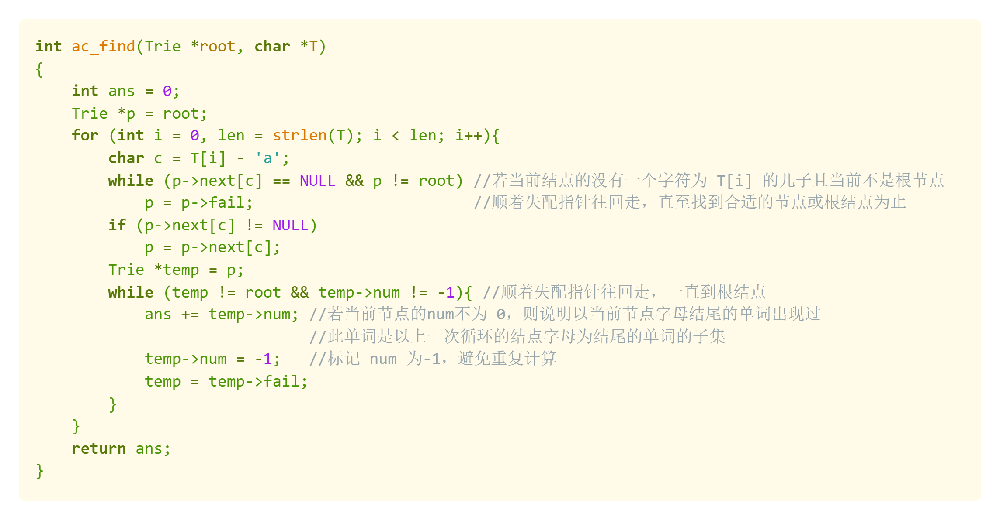 int ac_find(Trie *root, char *T)
{
    int ans = 0;
    Trie *p = root;
    for (int i = 0, len = strlen(T); i < len; i++){
        char c = T[i] - 'a';
        while (p->next[c] == NULL && p != root) //若当前结点的没有一个字符为 T[i] 的儿子且当前不是根节点
            p = p->fail;                        //顺着失配指针往回走，直至找到合适的节点或根结点为止
        if (p->next[c] != NULL)
            p = p->next[c];
        Trie *temp = p;
        while (temp != root && temp->num != -1){ //顺着失配指针往回走，一直到根结点
            ans += temp->num; //若当前节点的num不为 0，则说明以当前节点字母结尾的单词出现过
                              //此单词是以上一次循环的结点字母为结尾的单词的子集
            temp->num = -1;   //标记 num 为-1，避免重复计算
            temp = temp->fail;
        }
    }
    return ans;
}